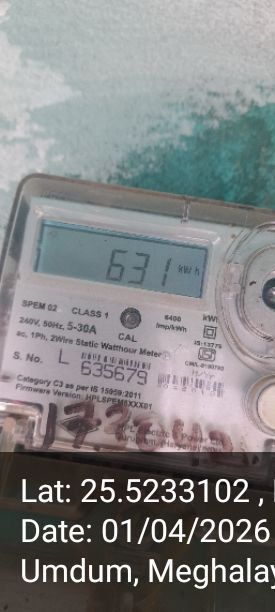 631 kWh
SPEM 02 CLASS 1 6400 kWh
240V, 50Hz, 5-30A CAL imp/kWh
ac, 1Ph, 2Wire Static Watthour Meter IS:13779
S. No. L 635679
Category C3 as per IS 15959:2011
Firmware Version: HPLSPEM0XXX01
Lat: 25.5233102 ,
Date: 01/04/2026
Umdum, Meghalay